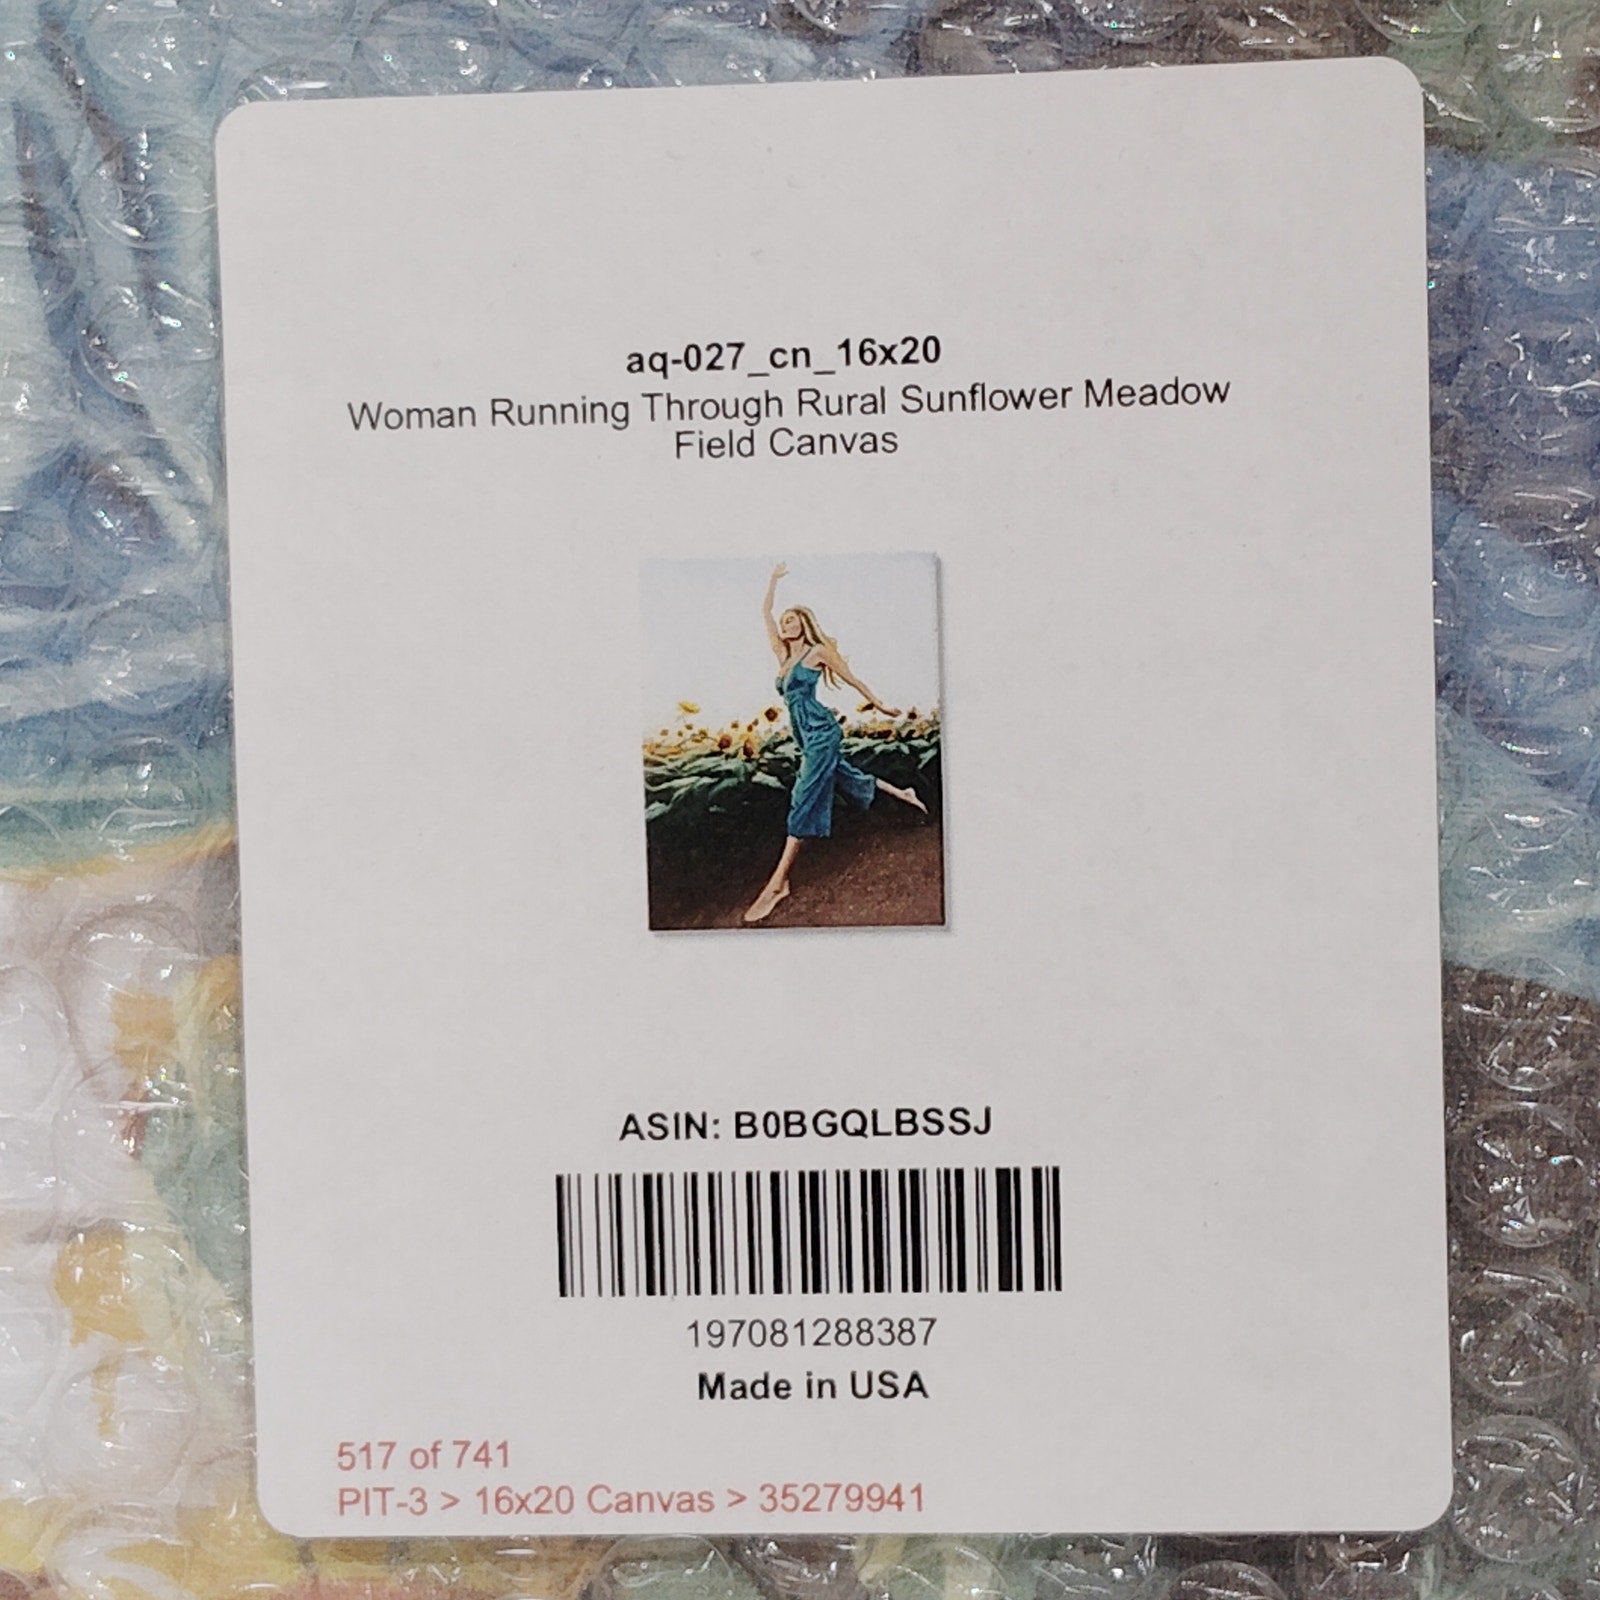 aq-027_cn_16x20
Woman Running Through Rural Sunflower Meadow
Field Canvas
ASIN: B0BGQLBSSJ
197081288387
Made in USA
517 of 741
PIT-3 > 16x20 Canvas > 35279941